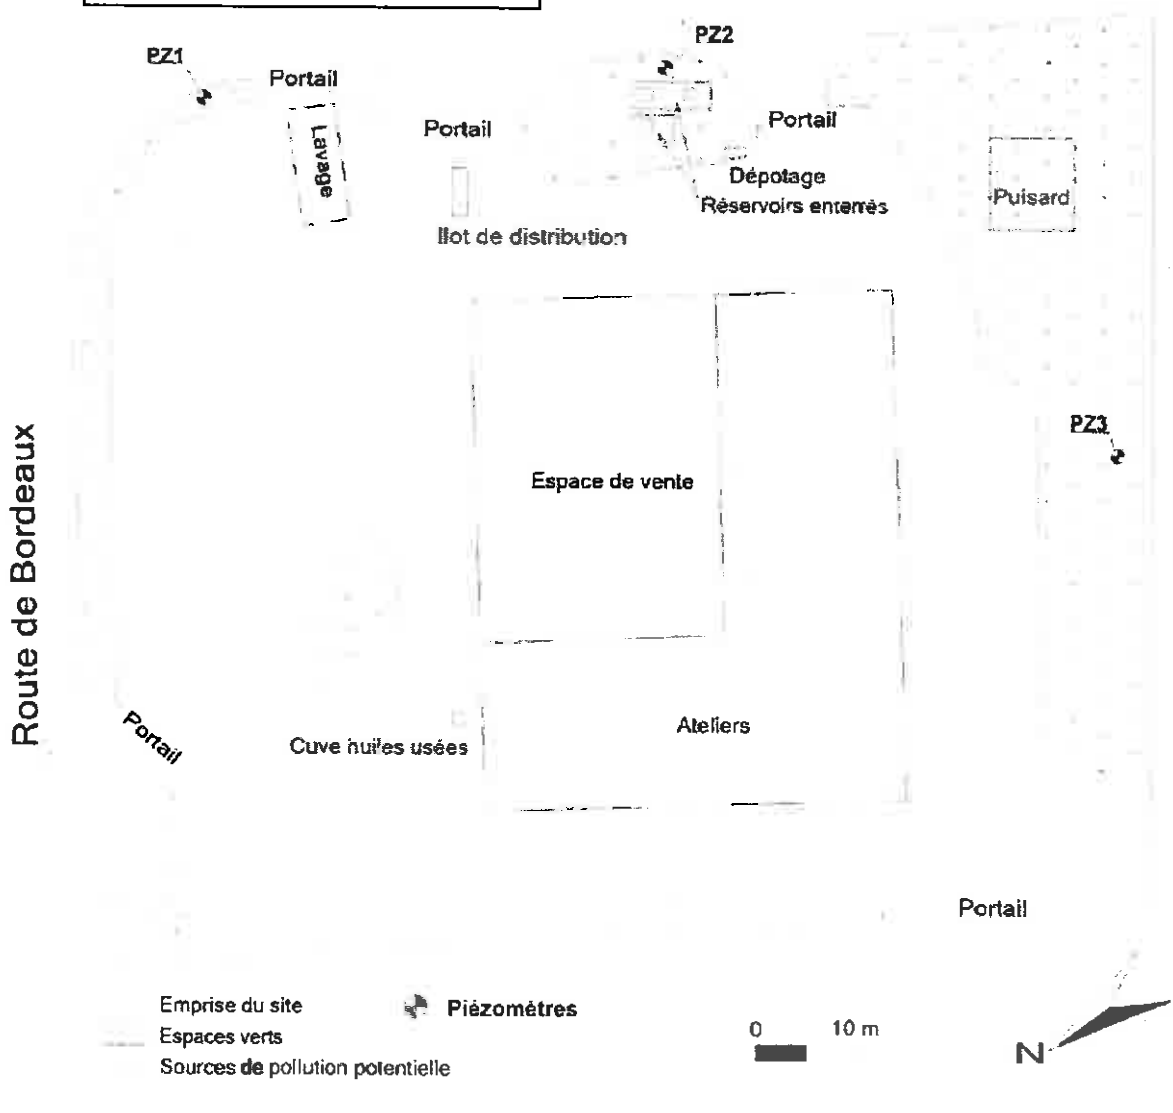 PZ1
PZ2
Portail
Portail
Portail
Lavage
Dépotage
Réservoirs enterrés
Puisard
Ilot de distribution
PZ3
Espace de vente
Route de Bordeaux
Portail
Cuve huiles usées
Ateliers
Portail
Emprise du site
Piézomètres
Espaces verts
Sources de pollution potentielle
0 10 m
N